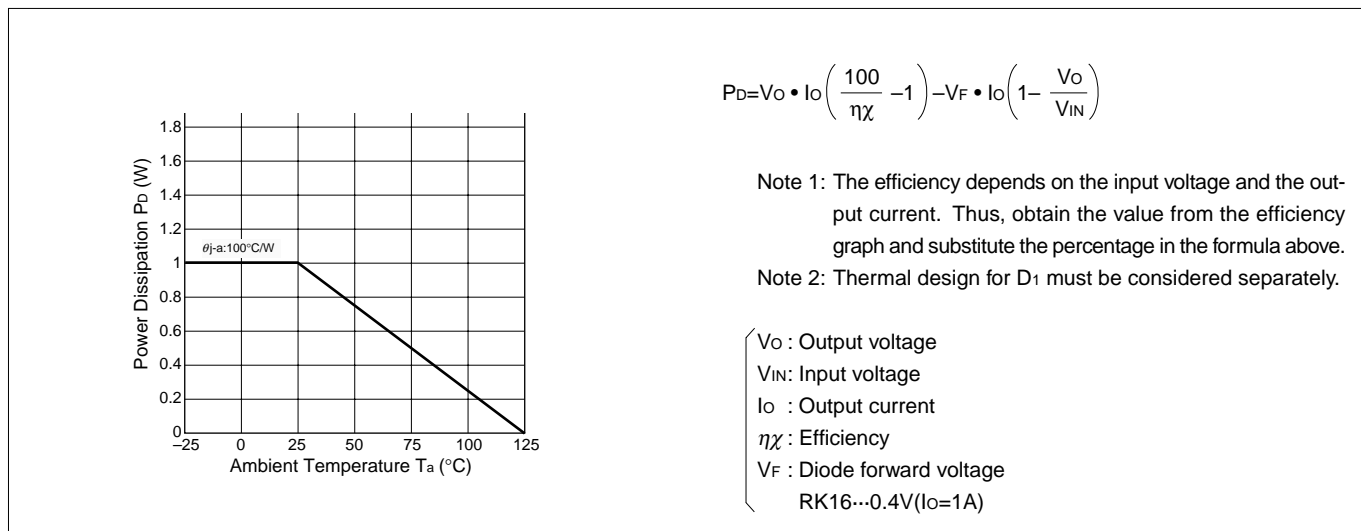 1.8
1.6
1.4
1.2
1
0.8
0.6
0.4
0.2
0
Power Dissipation PD (W)
θj-a:100°C/W
–25 0 25 50 75 100 125
Ambient Temperature Ta (°C)
PD=VO • IO ( 100 / ηχ –1 ) –VF • IO ( 1– VO / VIN )
Note 1: The efficiency depends on the input voltage and the out-
put current. Thus, obtain the value from the efficiency
graph and substitute the percentage in the formula above.
Note 2: Thermal design for D1 must be considered separately.
VO : Output voltage
VIN: Input voltage
IO : Output current
ηχ : Efficiency
VF : Diode forward voltage
RK16···0.4V(IO=1A)